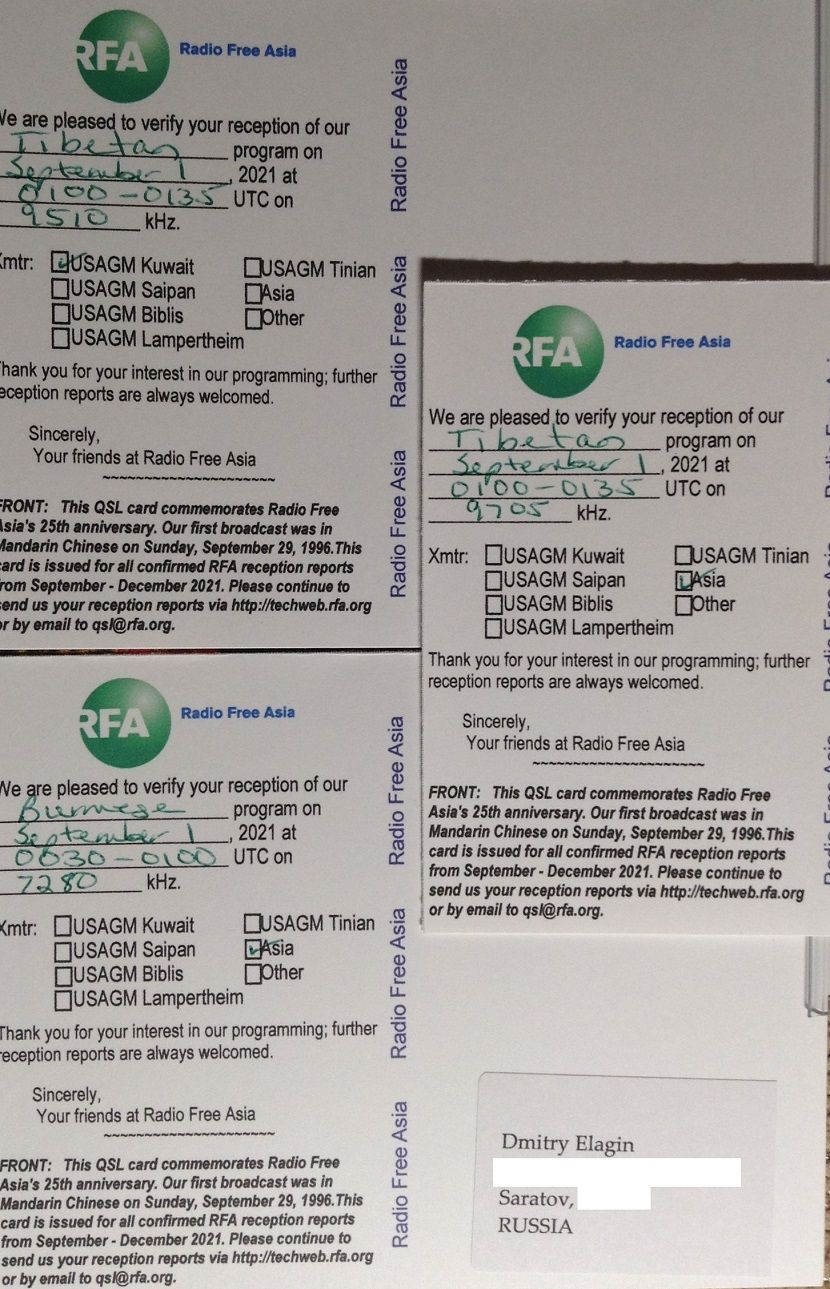 RFA Radio Free Asia
We are pleased to verify your reception of our
Tibetan program on
September 1, 2021 at
0100-0135 UTC on
9510 kHz.
Xmtr: USAGM Kuwait USAGM Tinian
USAGM Saipan Asia
USAGM Biblis Other
USAGM Lampertheim
Thank you for your interest in our programming; further
reception reports are always welcomed.
Sincerely,
Your friends at Radio Free Asia
~~~~~~~~~~~~~~~~~~~~~~
FRONT: This QSL card commemorates Radio Free
Asia's 25th anniversary. Our first broadcast was in
Mandarin Chinese on Sunday, September 29, 1996.This
card is issued for all confirmed RFA reception reports
from September - December 2021. Please continue to
send us your reception reports via http://techweb.rfa.org
or by email to qsl@rfa.org.
Radio Free Asia
Radio Free Asia
Radio Free Asia
RFA Radio Free Asia
We are pleased to verify your reception of our
Tibetan program on
September 1, 2021 at
0100-0135 UTC on
9705 kHz.
Xmtr: USAGM Kuwait USAGM Tinian
USAGM Saipan Asia
USAGM Biblis Other
USAGM Lampertheim
Thank you for your interest in our programming; further
reception reports are always welcomed.
Sincerely,
Your friends at Radio Free Asia
~~~~~~~~~~~~~~~~~~~~~~
FRONT: This QSL card commemorates Radio Free
Asia's 25th anniversary. Our first broadcast was in
Mandarin Chinese on Sunday, September 29, 1996.This
card is issued for all confirmed RFA reception reports
from September - December 2021. Please continue to
send us your reception reports via http://techweb.rfa.org
or by email to qsl@rfa.org.
RFA Radio Free Asia
We are pleased to verify your reception of our
Burmese program on
September 1, 2021 at
0030-0100 UTC on
7280 kHz.
Xmtr: USAGM Kuwait USAGM Tinian
USAGM Saipan Asia
USAGM Biblis Other
USAGM Lampertheim
Thank you for your interest in our programming; further
reception reports are always welcomed.
Sincerely,
Your friends at Radio Free Asia
~~~~~~~~~~~~~~~~~~~~~~
FRONT: This QSL card commemorates Radio Free
Asia's 25th anniversary. Our first broadcast was in
Mandarin Chinese on Sunday, September 29, 1996.This
card is issued for all confirmed RFA reception reports
from September - December 2021. Please continue to
send us your reception reports via http://techweb.rfa.org
or by email to qsl@rfa.org.
Radio Free Asia
Radio Free Asia
Radio Free Asia
Dmitry Elagin
Saratov,
RUSSIA